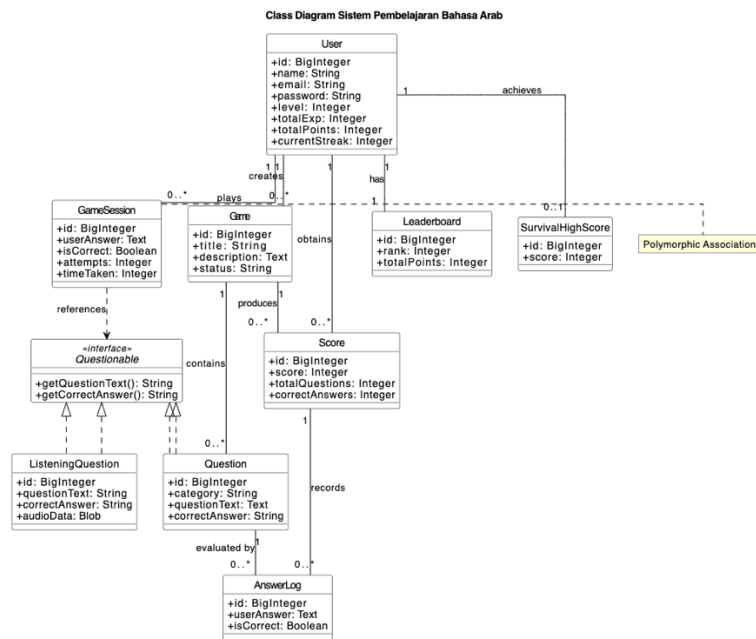 Class Diagram Sistem Pembelajaran Bahasa Arab
User
+id: BigInteger
+name: String
+email: String
+password: String
+level: Integer
+totalExp: Integer
+totalPoints: Integer
+currentStreak: Integer
1
achieves
1
1
1
1
creates
has
0..*
plays
0..*
1
0..1
GameSession
+id: BigInteger
+userAnswer: Text
+isCorrect: Boolean
+attempts: Integer
+timeTaken: Integer
Game
+id: BigInteger
+title: String
+description: Text
+status: String
obtains
Leaderboard
+id: BigInteger
+rank: Integer
+totalPoints: Integer
SurvivalHighScore
+id: BigInteger
+score: Integer
Polymorphic Association
references
1
1
produces
0..*
0..*
«interface»
Questionable
+getQuestionText(): String
+getCorrectAnswer(): String
contains
Score
+id: BigInteger
+score: Integer
+totalQuestions: Integer
+correctAnswers: Integer
0..*
1
ListeningQuestion
+id: BigInteger
+questionText: String
+correctAnswer: String
+audioData: Blob
Question
+id: BigInteger
+category: String
+questionText: Text
+correctAnswer: String
records
evaluated by
1
0..*
0..*
AnswerLog
+id: BigInteger
+userAnswer: Text
+isCorrect: Boolean